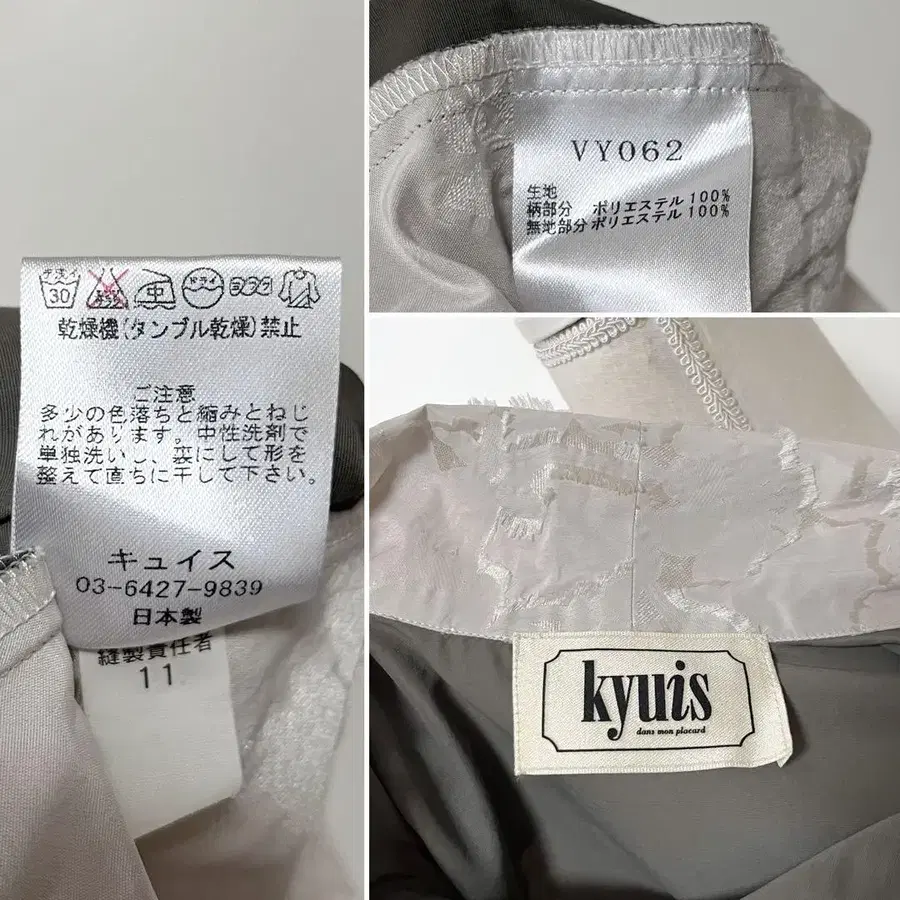 手洗イ
30
中
ドライ
ヨワク
乾燥機(タンブル乾燥)禁止
ご注意
多少の色落ちと縮みとねじ
れがあります。中性洗剤で
単独洗いし、裏にして形を
整えて直ちに干して下さい。
キュイス
03-6427-9839
日本製
縫製責任者
11
VY062
生地
柄部分 ポリエステル100%
無地部分ポリエステル100%
kyuis
dans mon placard